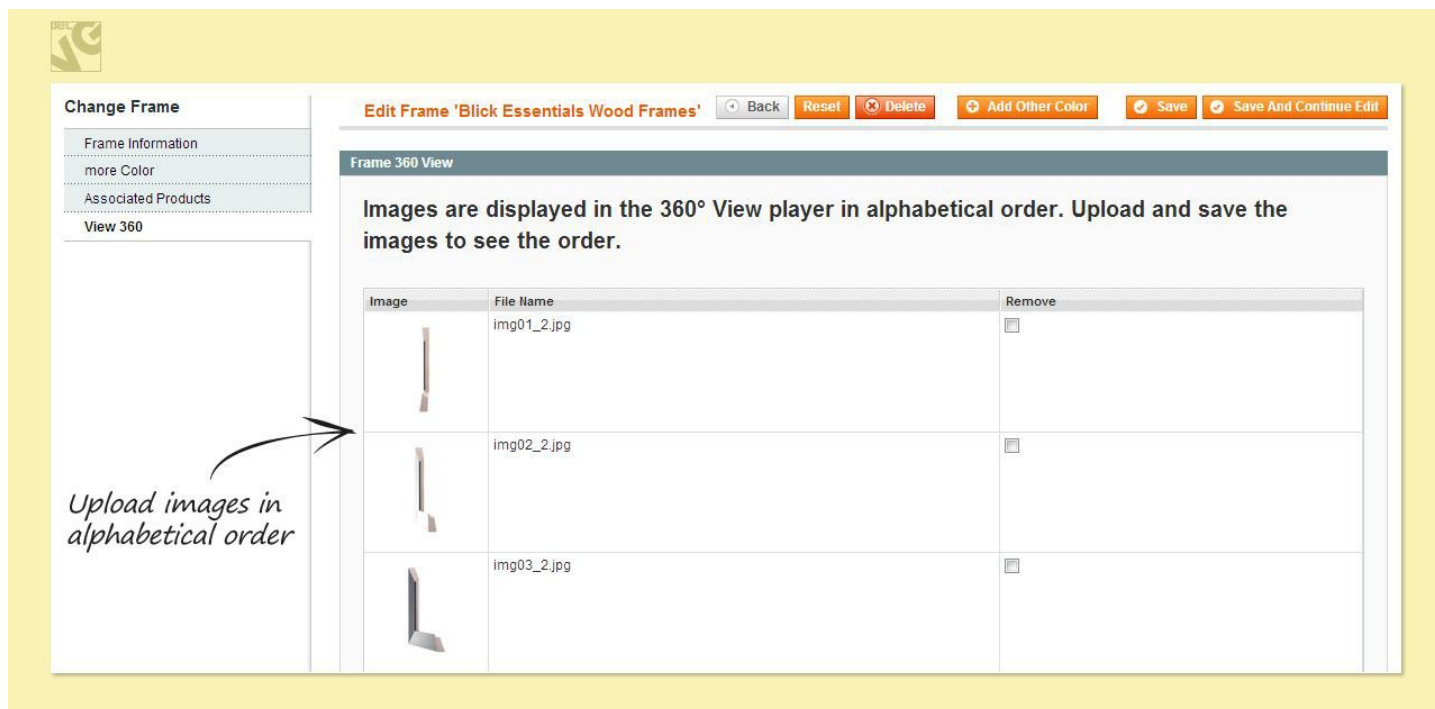 BELVG
Change Frame
Edit Frame 'Blick Essentials Wood Frames' Back Reset Delete Add Other Color Save Save And Continue Edit
Frame Information
more Color
Associated Products
View 360
Frame 360 View
Images are displayed in the 360° View player in alphabetical order. Upload and save the
images to see the order.
Image File Name Remove
img01_2.jpg
img02_2.jpg
img03_2.jpg
Upload images in
alphabetical order